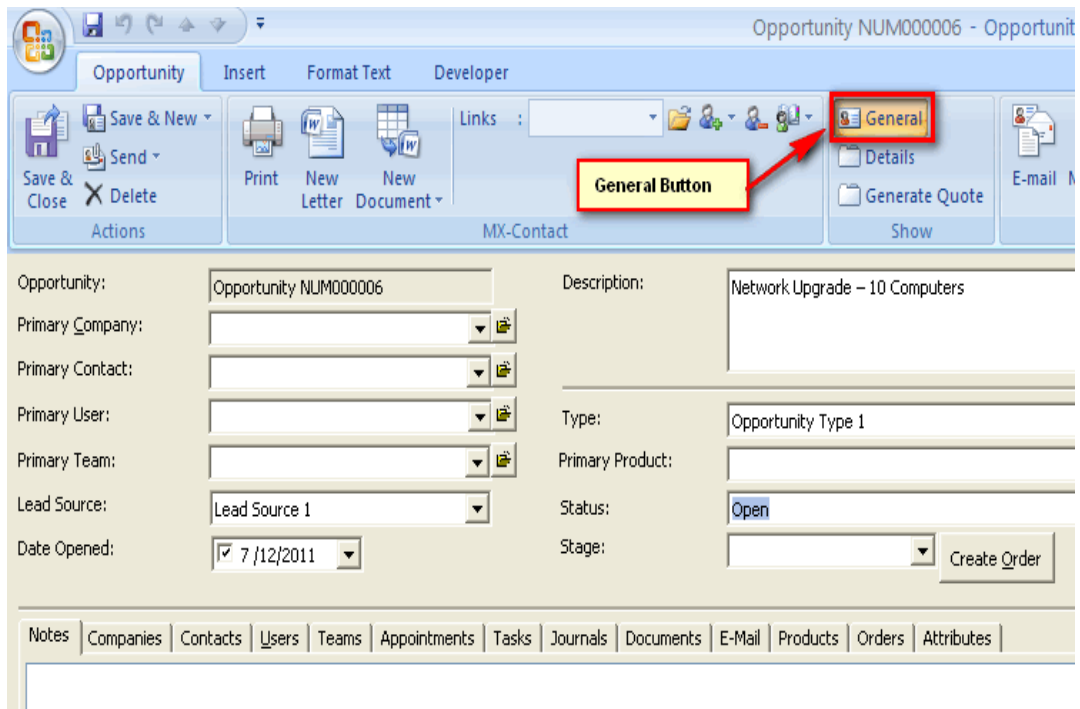 Opportunity NUM000006 - Opportunit
Opportunity Insert Format Text Developer
Save & New
Send
Delete
Save & Close
Actions
Print
New Letter
New Document
Links :
MX-Contact
General Button
General
Details
Generate Quote
Show
E-mail
Opportunity: Opportunity NUM000006
Primary Company:
Primary Contact:
Primary User:
Primary Team:
Lead Source: Lead Source 1
Date Opened: 7 /12/2011
Description: Network Upgrade – 10 Computers
Type: Opportunity Type 1
Primary Product:
Status: Open
Stage:
Create Order
Notes Companies Contacts Users Teams Appointments Tasks Journals Documents E-Mail Products Orders Attributes